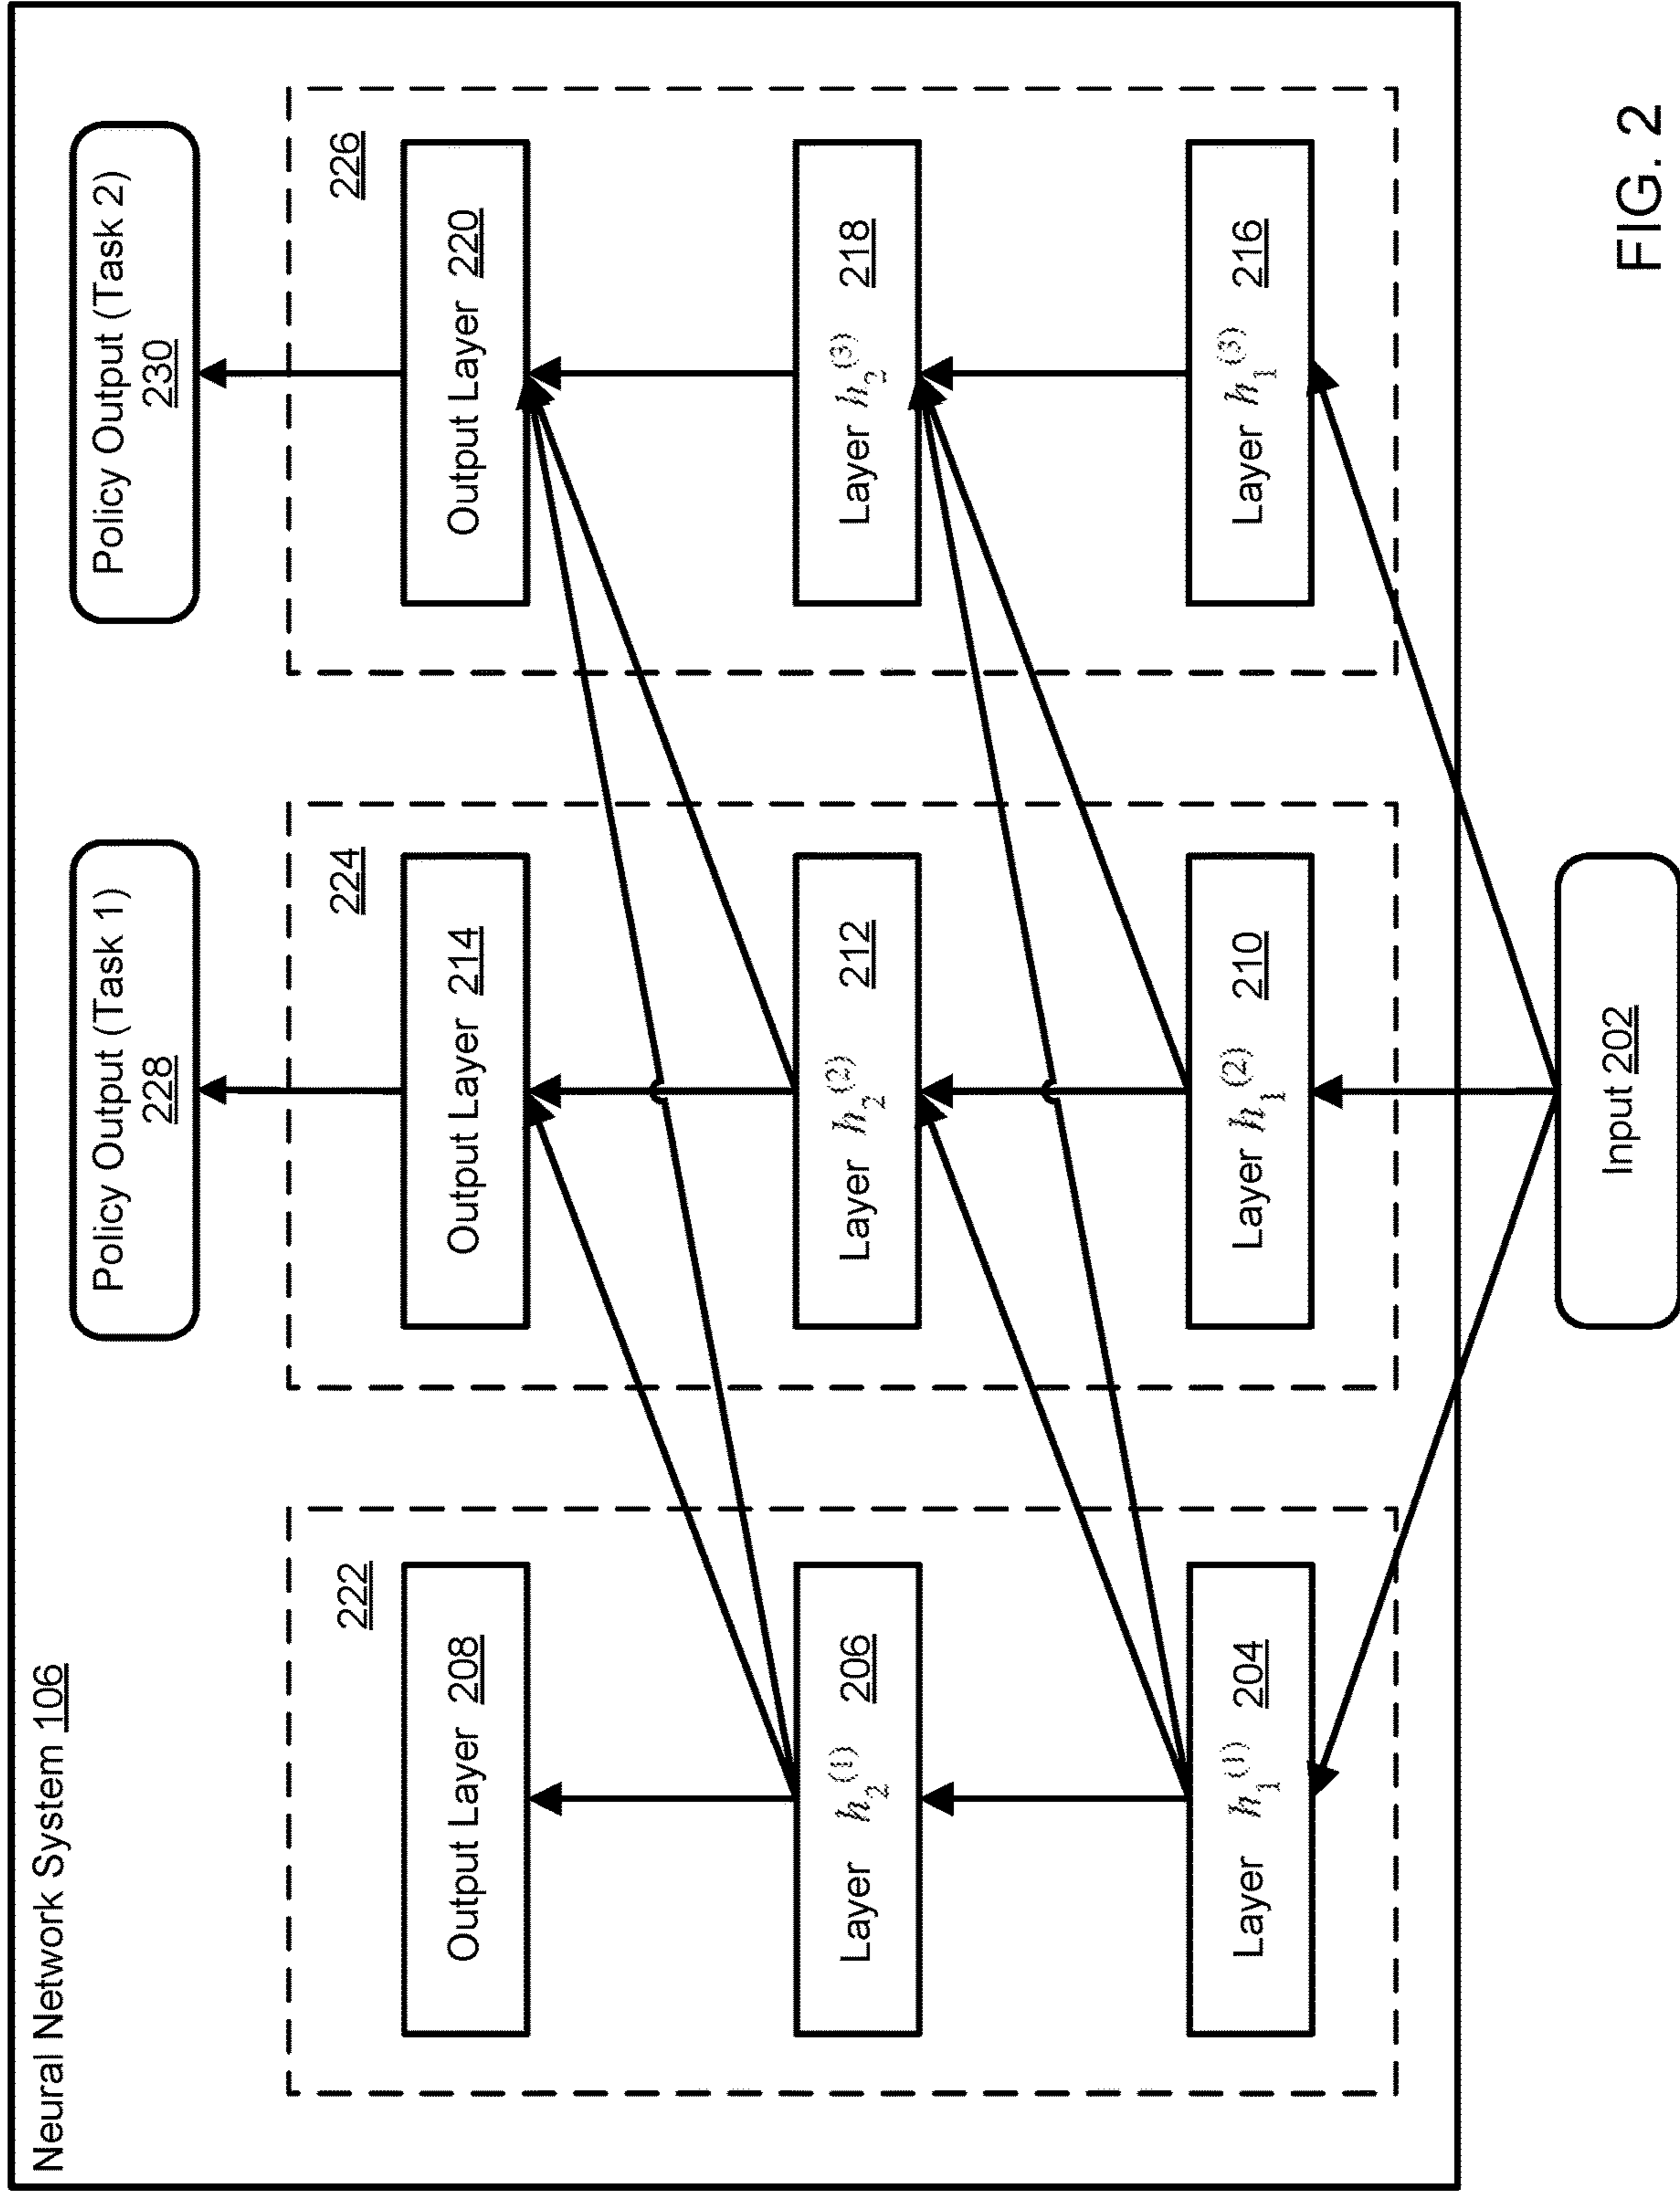 Neural Network System 106
Policy Output (Task 1)
228
Policy Output (Task 2)
230
222
224
226
Output Layer 208
Output Layer 214
Output Layer 220
Layer h₂⁽¹⁾ 206
Layer h₂⁽²⁾ 212
Layer h₂⁽³⁾ 218
Layer h₁⁽¹⁾ 204
Layer h₁⁽²⁾ 210
Layer h₁⁽³⁾ 216
Input 202
FIG. 2